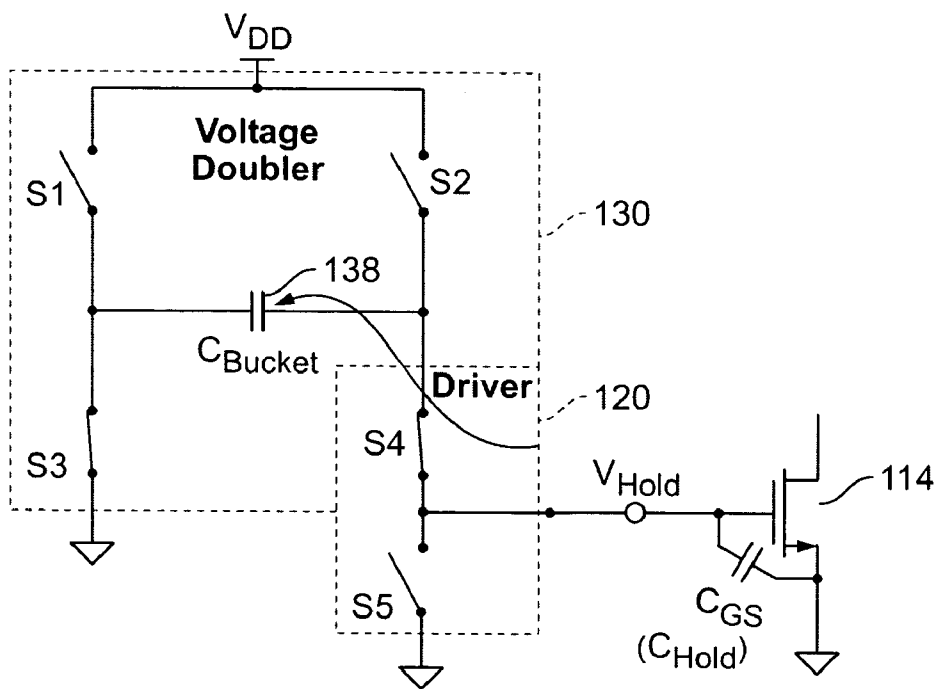 VDD
Voltage
Doubler
S1
S2
130
138
CBucket
Driver
120
S3
S4
VHold
114
S5
CGS
(CHold)